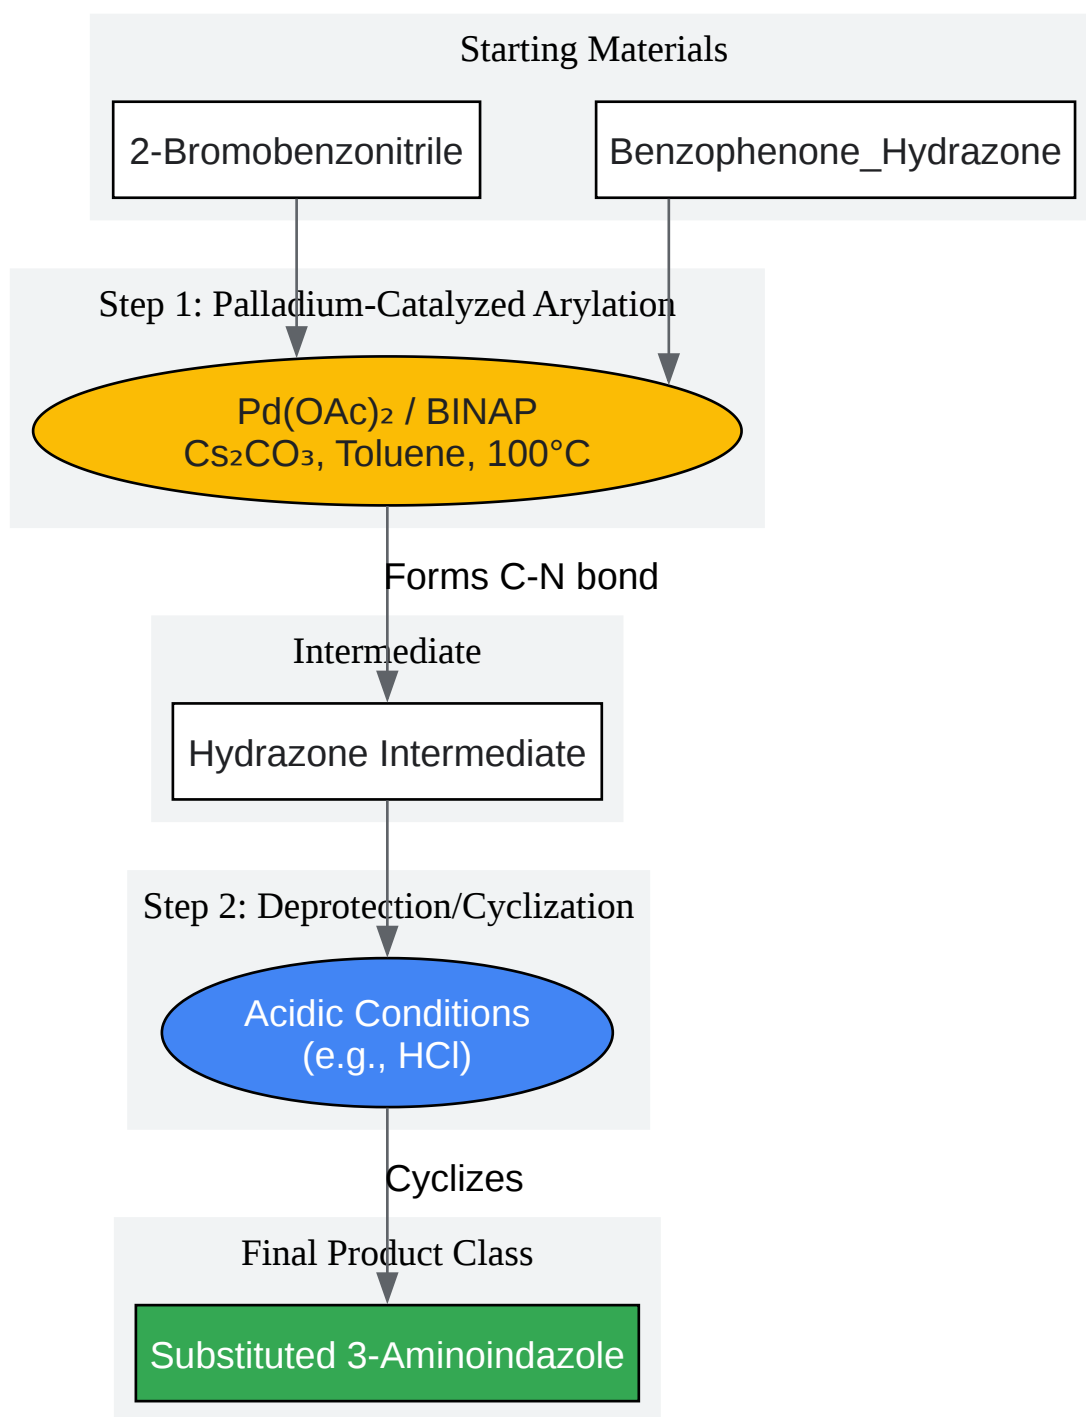 Starting Materials
2-Bromobenzonitrile
Benzophenone_Hydrazone
Step 1: Palladium-Catalyzed Arylation
Pd(OAc)₂ / BINAP
Cs₂CO₃, Toluene, 100°C
Forms C-N bond
Intermediate
Hydrazone Intermediate
Step 2: Deprotection/Cyclization
Acidic Conditions
(e.g., HCl)
Cyclizes
Final Product Class
Substituted 3-Aminoindazole